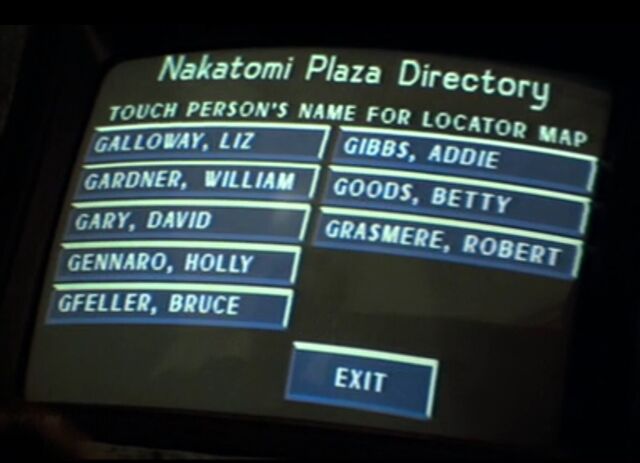 Nakatomi Plaza Directory
TOUCH PERSON'S NAME FOR LOCATOR MAP
GALLOWAY, LIZ
GARDNER, WILLIAM
GARY, DAVID
GENNARO, HOLLY
GFELLER, BRUCE
GIBBS, ADDIE
GOODS, BETTY
GRASMERE, ROBERT
EXIT